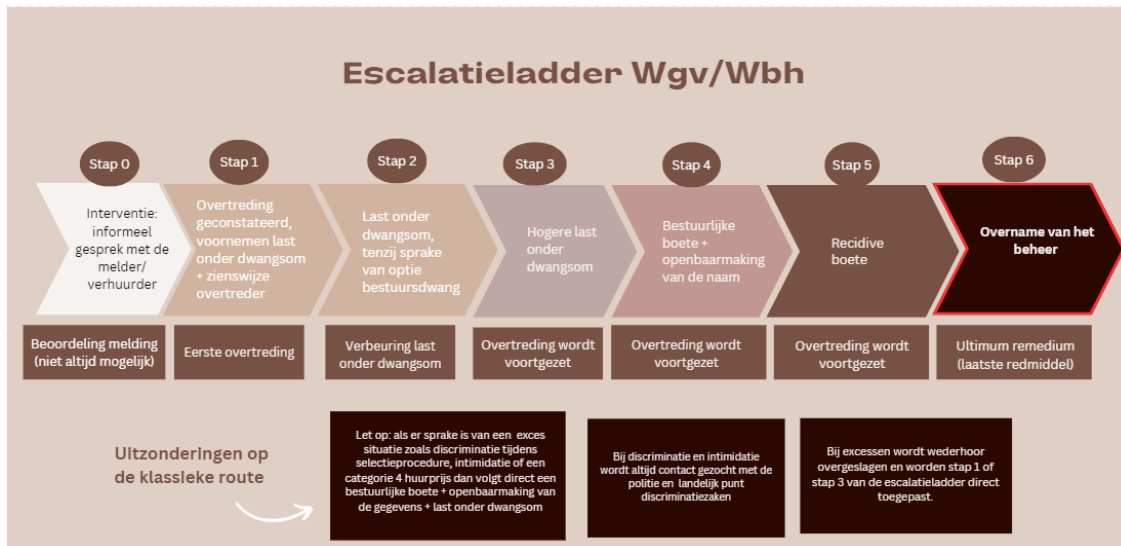 Escalatieladder Wgv/Wbh
Stap 0
Stap 1
Stap 2
Stap 3
Stap 4
Stap 5
Stap 6
Interventie:
informeel
gesprek met de
melder/
verhuurder
Overtreding
geconstateerd,
voornemen last
onder dwangsom
+ zienswijze
overtreder
Last onder
dwangsom,
tenzij sprake
van optie
bestuursdwang
Hogere last
onder
dwangsom
Bestuurlijke
boete +
openbaarmaking
van de naam
Recidive
boete
Overname van het
beheer
Beoordeling melding
(niet altijd mogelijk)
Eerste overtreding
Verbeuring last
onder dwangsom
Overtreding wordt
voortgezet
Overtreding wordt
voortgezet
Overtreding wordt
voortgezet
Ultimum remedium
(laatste redmiddel)
Uitzonderingen op
de klassieke route
Let op: als er sprake is van een exces
situatie zoals discriminatie tijdens
selectieprocedure, intimidatie of een
categorie 4 huurprijs dan volgt direct een
bestuurlijke boete + openbaarmaking van
de gegevens + last onder dwangsom
Bij discriminatie en intimidatie
wordt altijd contact gezocht met de
politie en landelijk punt
discriminatiezaken
Bij excessen wordt wederhoor
overgeslagen en worden stap 1 of
stap 3 van de escalatieladder direct
toegepast.